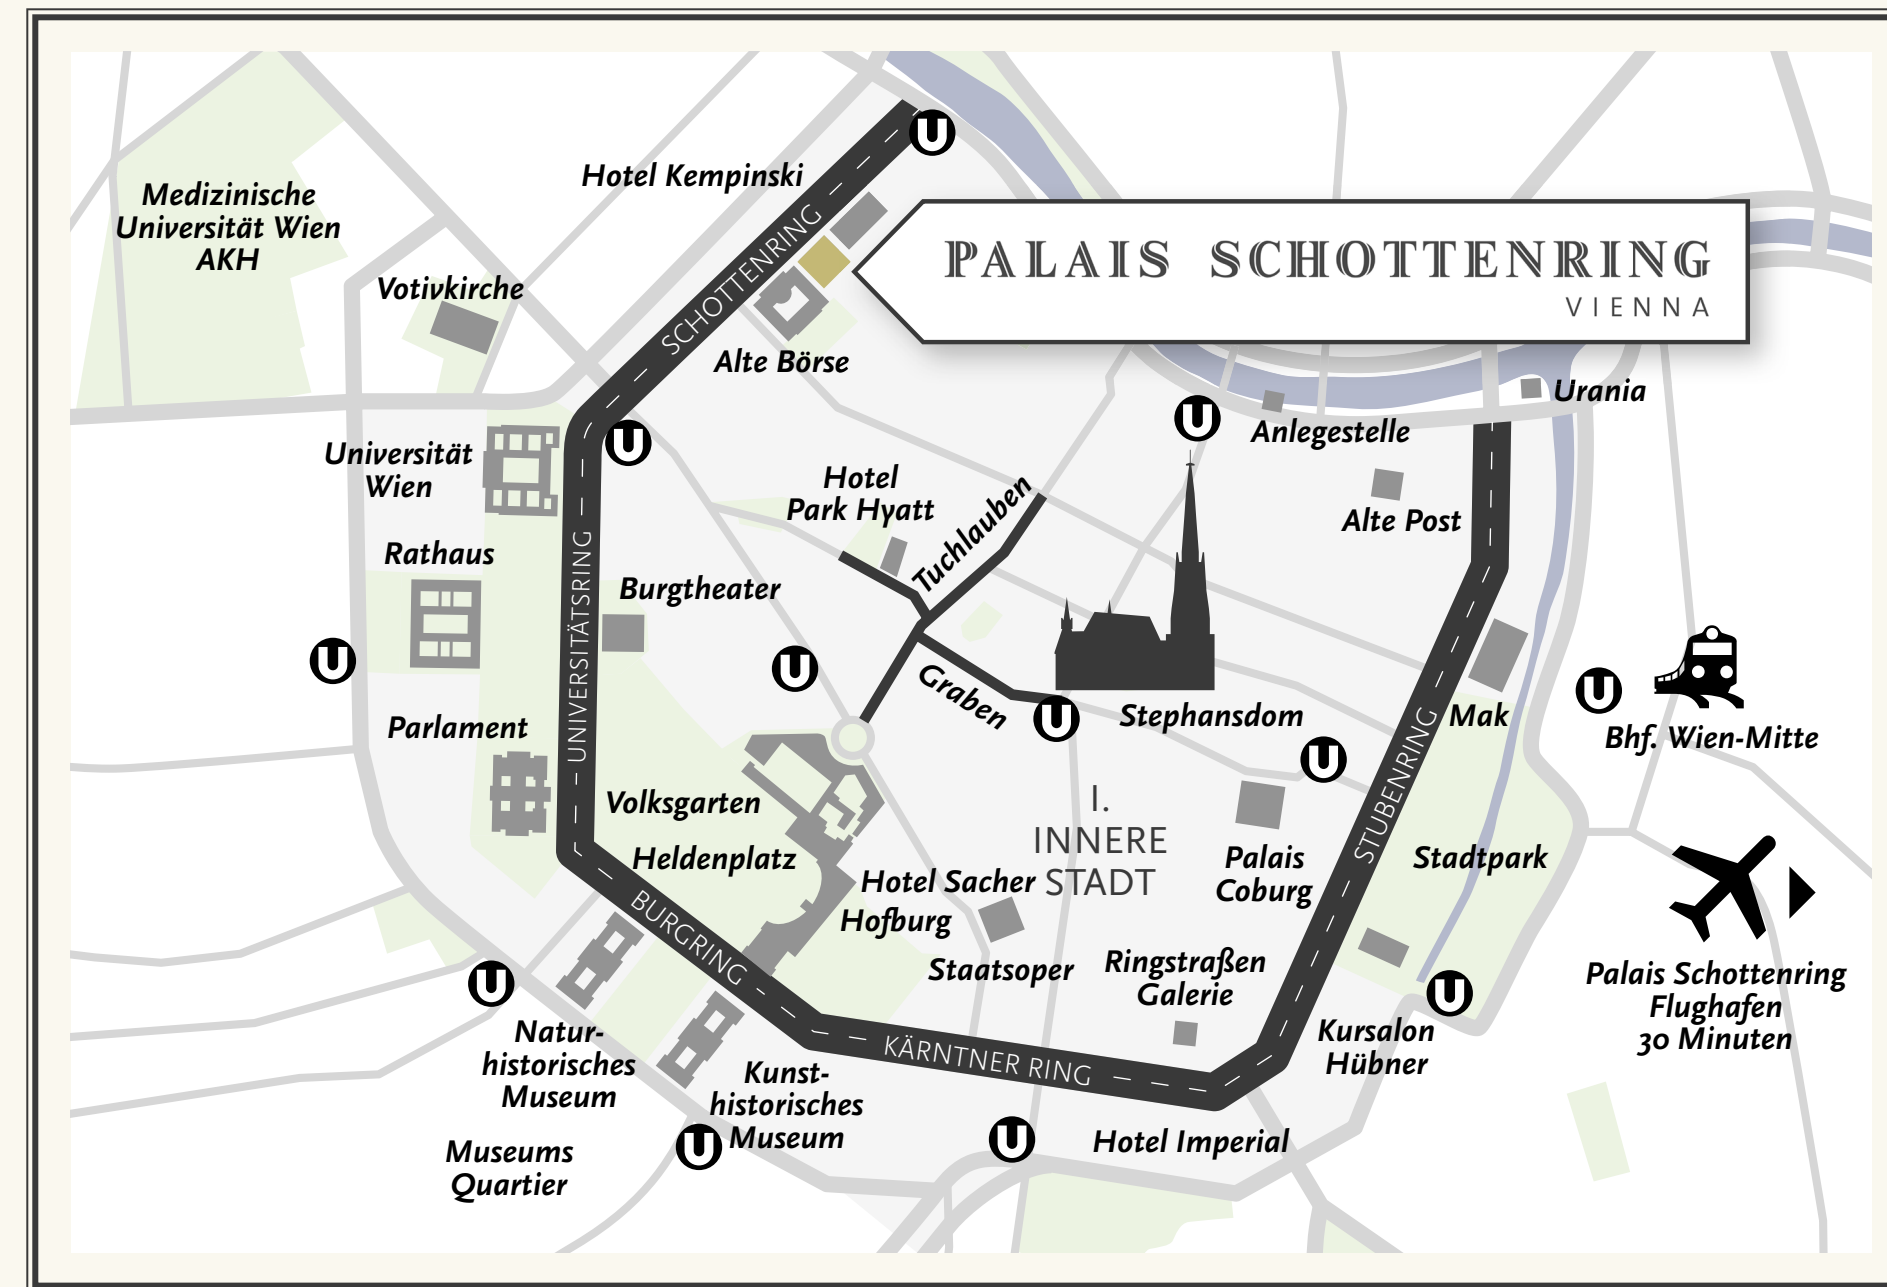 Hotel Kempinski
Medizinische
Universität Wien
AKH
Votivkirche
SCHOTTENRING
PALAIS SCHOTTENRING
VIENNA
Alte Börse
Urania
Anlegestelle
Universität
Wien
Hotel
Park Hyatt
Tuchlauben
Alte Post
Rathaus
Burgtheater
UNIVERSITÄTSRING
Graben
Stephansdom
Mak
Bhf. Wien-Mitte
Parlament
STUBENRING
Volksgarten
I.
INNERE
STADT
Heldenplatz
Palais
Coburg
Stadtpark
Hotel Sacher
Hofburg
BURGRING
Staatsoper
Ringstraßen
Galerie
Palais Schottenring
Flughafen
30 Minuten
Natur-
historisches
Museum
KÄRNTNER RING
Kursalon
Hübner
Kunst-
historisches
Museum
Museums
Quartier
Hotel Imperial
U
U
U
U
U
U
U
U
U
U
U
U